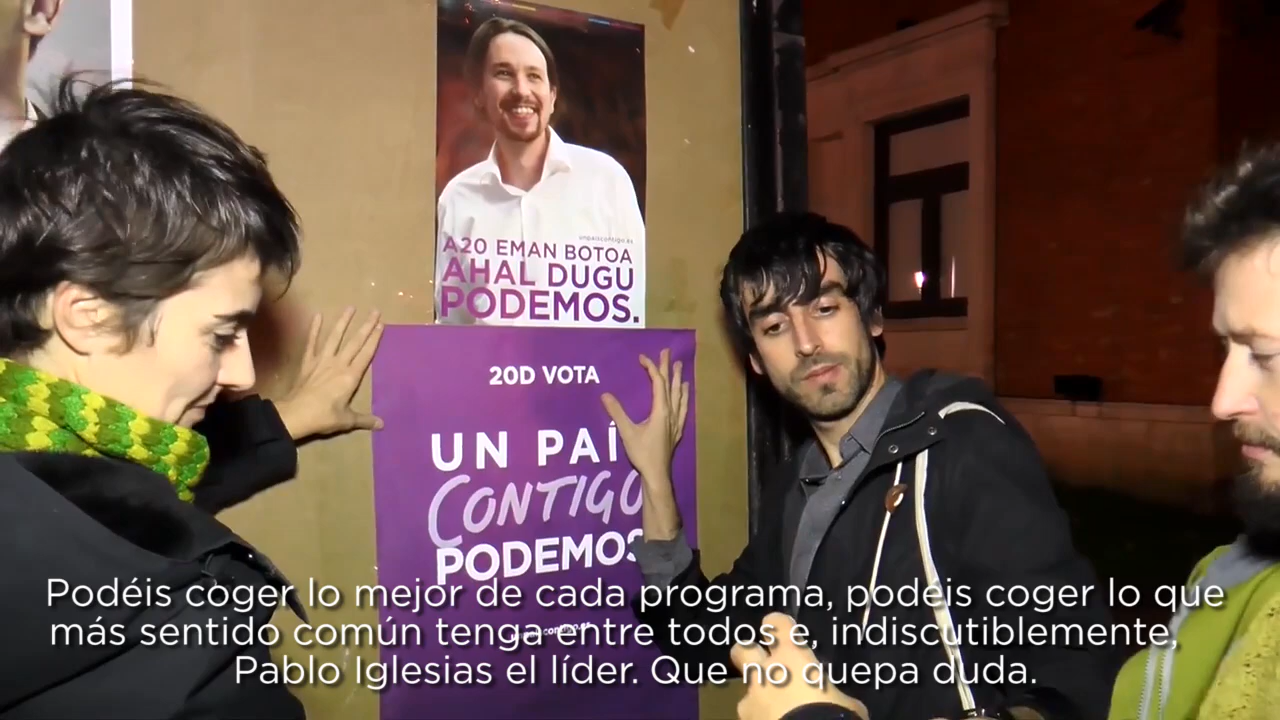 unpaiscontigo.es
A20 EMAN BOTOA
AHAL DUGU
PODEMOS.
20D VOTA
UN PAÍ
CONTIGO
PODEMOS
Podéis coger lo mejor de cada programa, podéis coger lo que
más sentido común tenga entre todos e, indiscutiblemente,
Pablo Iglesias el líder. Que no quepa duda.